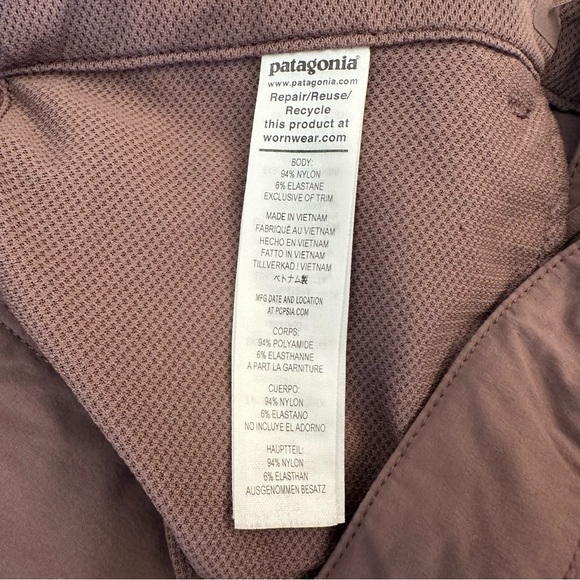 patagonia®
www.patagonia.com
Repair/Reuse/
Recycle
this product at
wornwear.com
BODY:
94% NYLON
6% ELASTANE
EXCLUSIVE OF TRIM
MADE IN VIETNAM
FABRIQUÉ AU VIETNAM
HECHO EN VIETNAM
FATTO IN VIETNAM
TILLVERKAD I VIETNAM
ベトナム製
MFG DATE AND LOCATION
AT PCPSIA.COM
CORPS:
94% POLYAMIDE
6% ELASTHANNE
A PART LA GARNITURE
CUERPO:
94% NYLON
6% ELASTANO
NO INCLUYE EL ADORNO
HAUPTTEIL:
94% NYLON
6% ELASTHAN
AUSGENOMMEN BESATZ